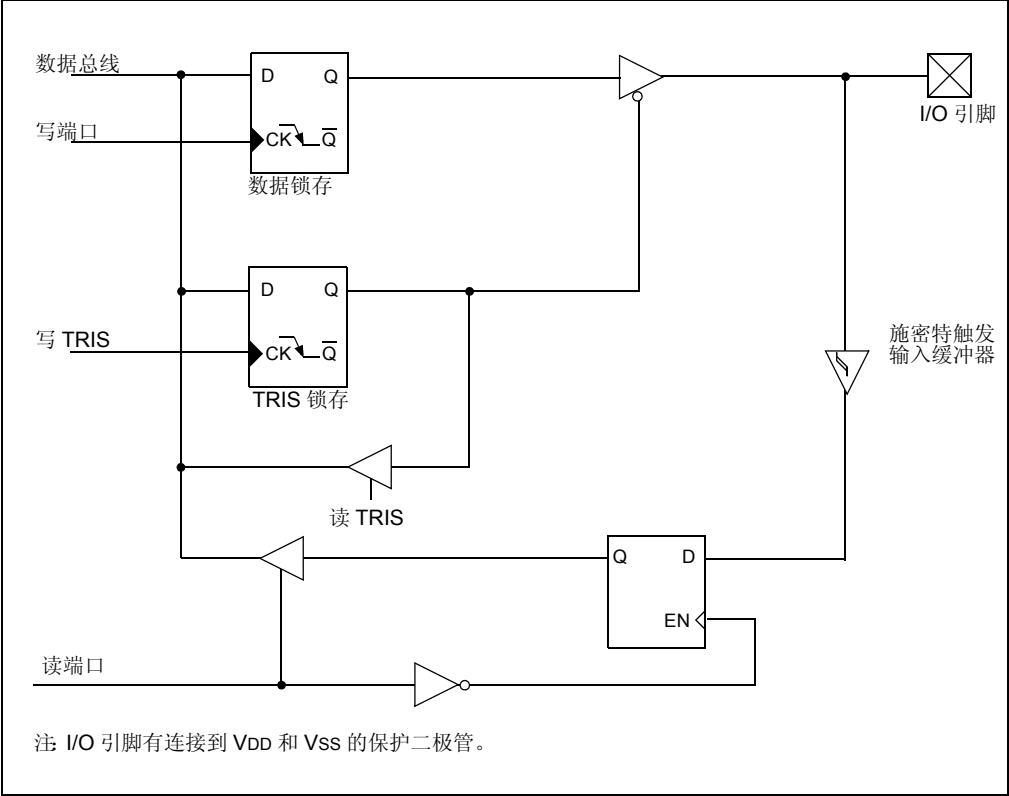 数据总线
D Q
I/O 引脚
写端口
CK Q
数据锁存
D Q
写 TRIS
CK Q
施密特触发
输入缓冲器
TRIS 锁存
读 TRIS
Q D
EN
读端口
注: I/O 引脚有连接到 VDD 和 VSS 的保护二极管。